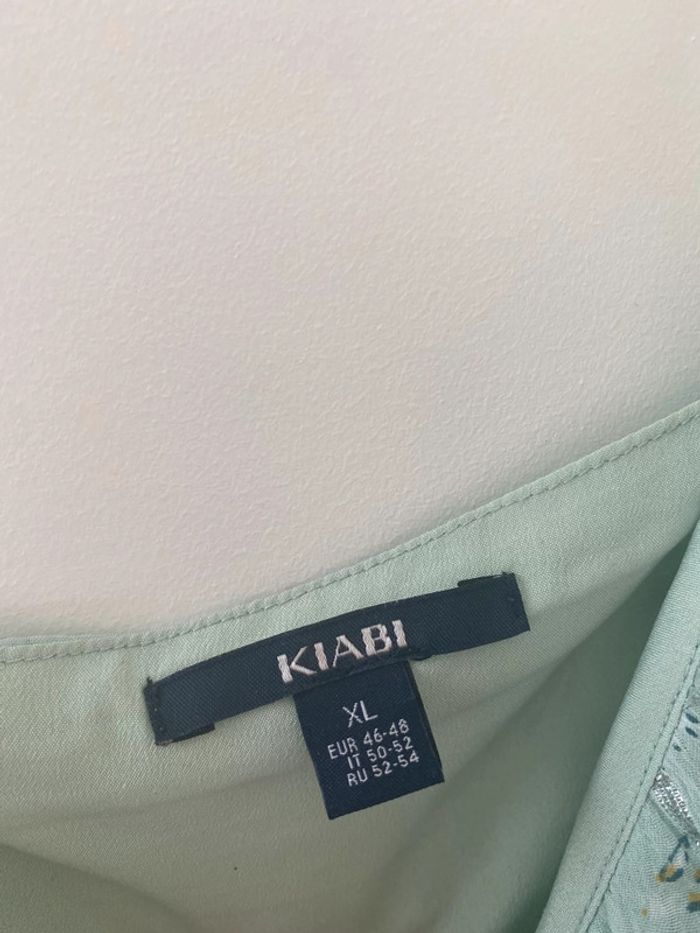 KIABI
XL
EUR 46-48
IT 50-52
RU 52-54